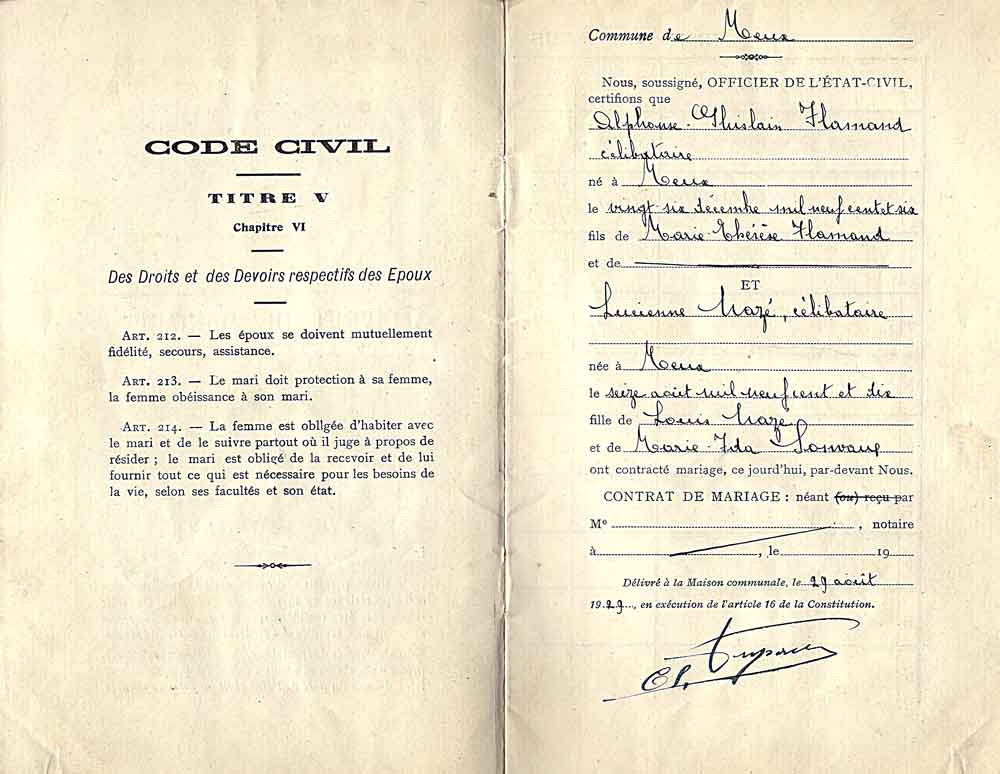 CODE CIVIL
TITRE V
Chapitre VI
Des Droits et des Devoirs respectifs des Epoux
ART. 212. — Les époux se doivent mutuellement
fidélité, secours, assistance.
ART. 213. — Le mari doit protection à sa femme,
la femme obéissance à son mari.
ART. 214. — La femme est obligée d'habiter avec
le mari et de le suivre partout où il juge à propos de
résider ; le mari est obligé de la recevoir et de lui
fournir tout ce qui est nécessaire pour les besoins de
la vie, selon ses facultés et son état.
Commune de Meux
Nous, soussigné, OFFICIER DE L'ÉTAT-CIVIL,
certifions que
Alphonse-Ghislain Flamand
célibataire
né à Meux
le vingt-six décembre mil neuf cent et six
fils de Marie-Thérèse Flamand
et de
ET
Lucienne Mazé, célibataire
née à Meux
le seize août mil neuf cent et dix
fille de Louis Mazé
et de Marie-Ida
ont contracté mariage, ce jourd'hui, par-devant Nous.
CONTRAT DE MARIAGE : néant (ou) reçu par
Me , notaire
à , le 19
Délivré à la Maison communale, le 29 août
1929, en exécution de l'article 16 de la Constitution.